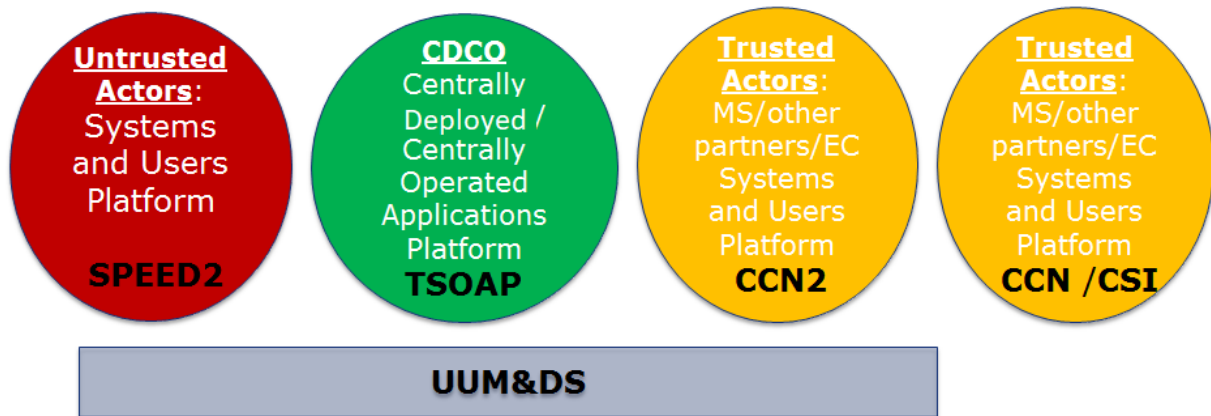 Untrusted
Actors:
Systems
and Users
Platform
SPEED2
CDCO
Centrally
Deployed /
Centrally
Operated
Applications
Platform
TSOAP
Trusted
Actors:
MS/other
partners/EC
Systems
and Users
Platform
CCN2
Trusted
Actors:
MS/other
partners/EC
Systems
and Users
Platform
CCN /CSI
UUM&DS